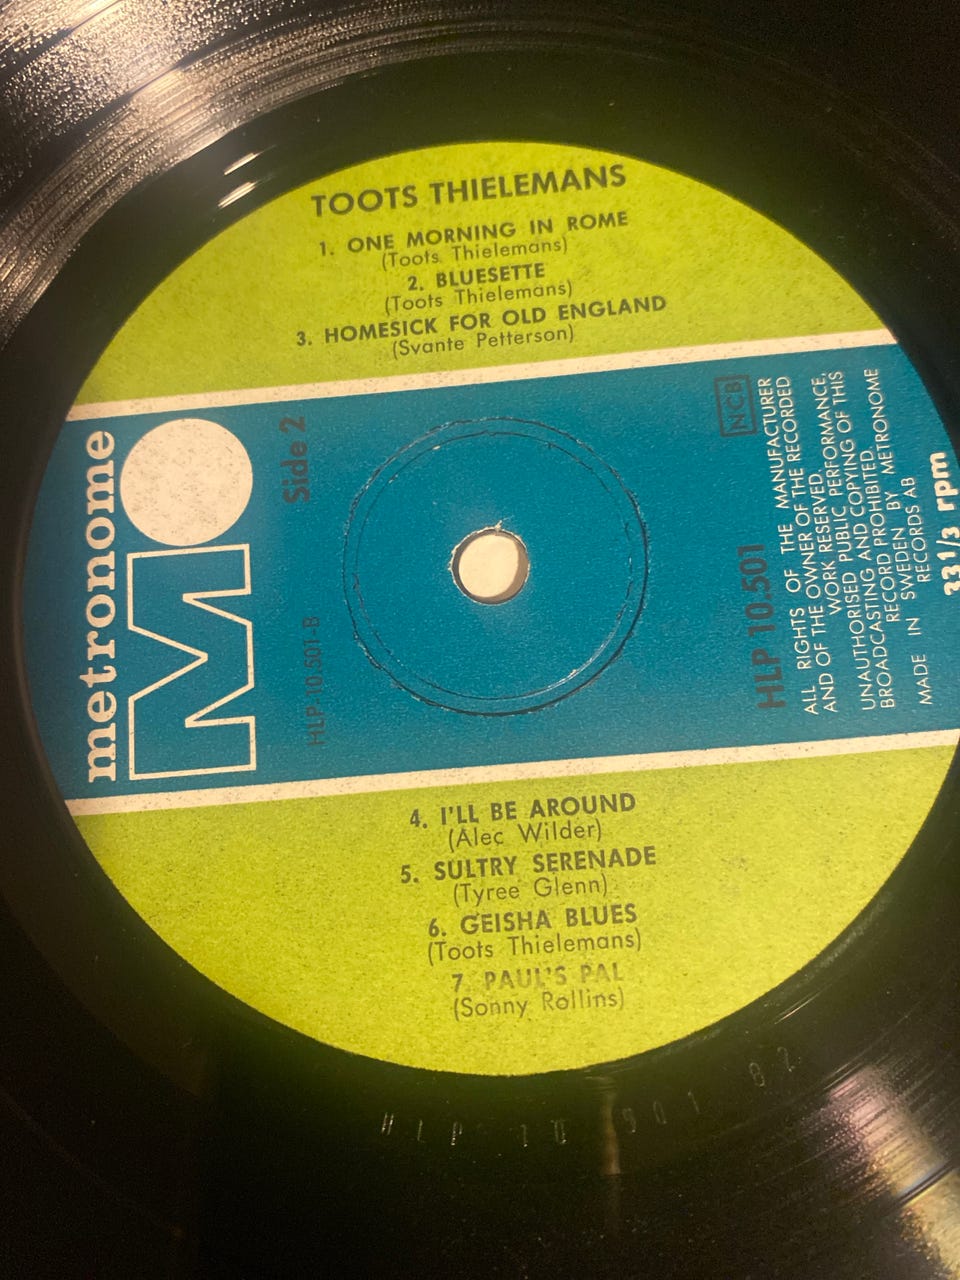 TOOTS THIELEMANS
1. ONE MORNING IN ROME
(Toots Thielemans)
2. BLUESETTE
(Toots Thielemans)
3. HOMESICK FOR OLD ENGLAND
(Svante Petterson)
metronome
M
Side 2
HLP-10.501-B
NCB
HLP 10.501
ALL RIGHTS OF THE MANUFACTURER
AND OF THE OWNER OF THE RECORDED
WORK RESERVED.
UNAUTHORISED PUBLIC PERFORMANCE,
BROADCASTING AND COPYING OF THIS
RECORD PROHIBITED.
MADE IN SWEDEN BY METRONOME
RECORDS AB
33 1/3 rpm
4. I'LL BE AROUND
(Alec Wilder)
5. SULTRY SERENADE
(Tyree Glenn)
6. GEISHA BLUES
(Toots Thielemans)
7. PAUL'S PAL
(Sonny Rollins)
HLP 10 501 B2